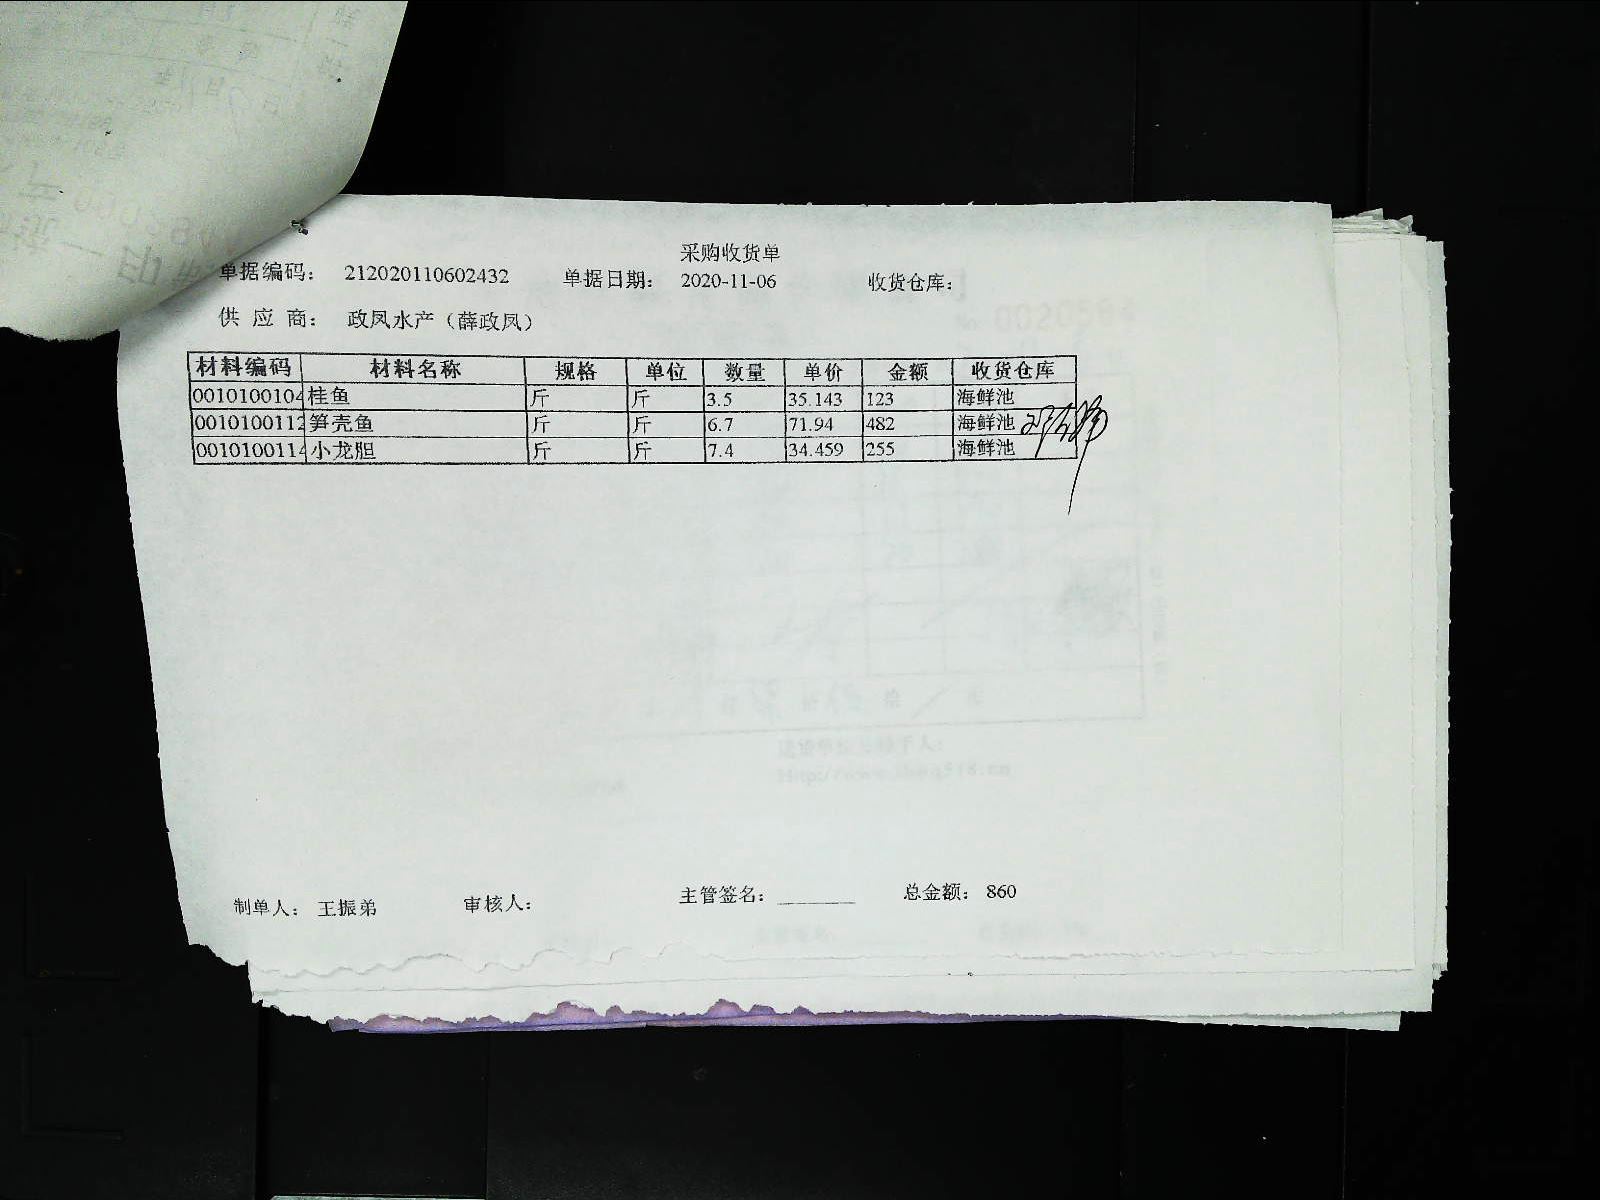 采购收货单
单据编码： 212020110602432 单据日期： 2020-11-06 收货仓库：
供 应 商： 政凤水产（薛政凤）
材料编码 材料名称 规格 单位 数量 单价 金额 收货仓库
0010100104 桂鱼 斤 斤 3.5 35.143 123 海鲜池
0010100112 笋壳鱼 斤 斤 6.7 71.94 482 海鲜池
0010100114 小龙胆 斤 斤 7.4 34.459 255 海鲜池
制单人： 王振弟 审核人： 主管签名： 总金额： 860